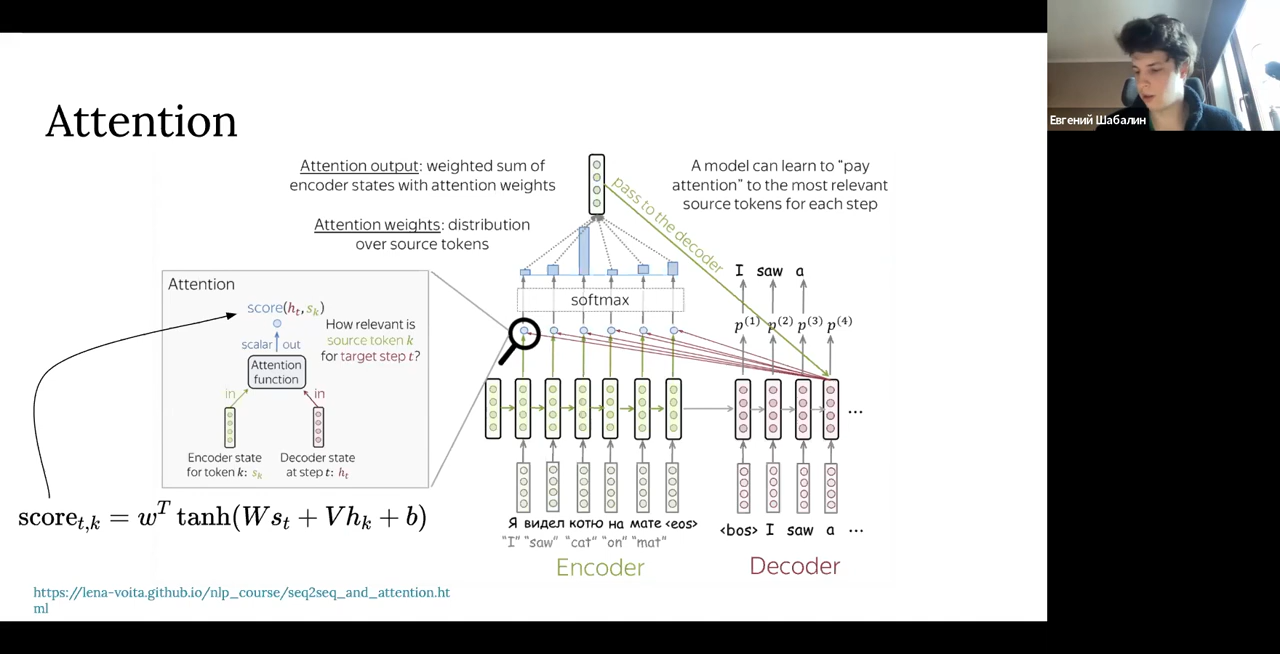 Attention
Евгений Шабалин
Attention output: weighted sum of
encoder states with attention weights
A model can learn to “pay
attention” to the most relevant
source tokens for each step
pass to the decoder
Attention weights: distribution
over source tokens
I saw a
softmax
p^(1) p^(2) p^(3) p^(4)
Attention
score(h_t, s_k)
How relevant is
source token k
for target step t?
scalar out
Attention
function
in in
Encoder state
for token k: s_k
Decoder state
at step t: h_t
...
score_{t,k} = w^T tanh(Ws_t + Vh_k + b)
Я видел котю на мате <eos>
"I" "saw" "cat" "on" "mat"
<bos> I saw a ...
Encoder
Decoder
https://lena-voita.github.io/nlp_course/seq2seq_and_attention.ht
ml